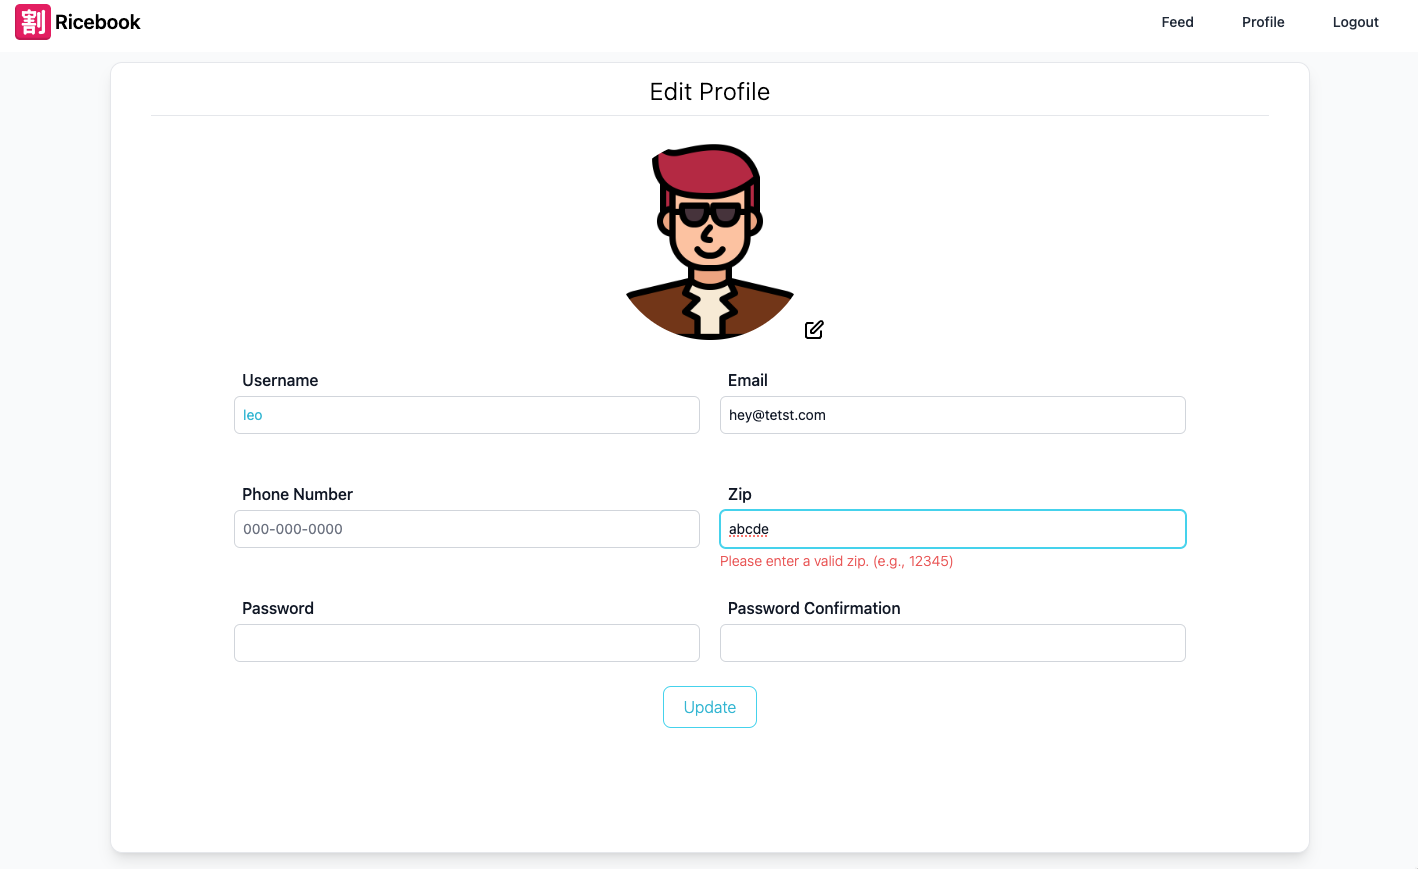 割 Ricebook
Feed Profile Logout
Edit Profile
Username
leo
Email
hey@tetst.com
Phone Number
000-000-0000
Zip
abcde
Please enter a valid zip. (e.g., 12345)
Password
Password Confirmation
Update